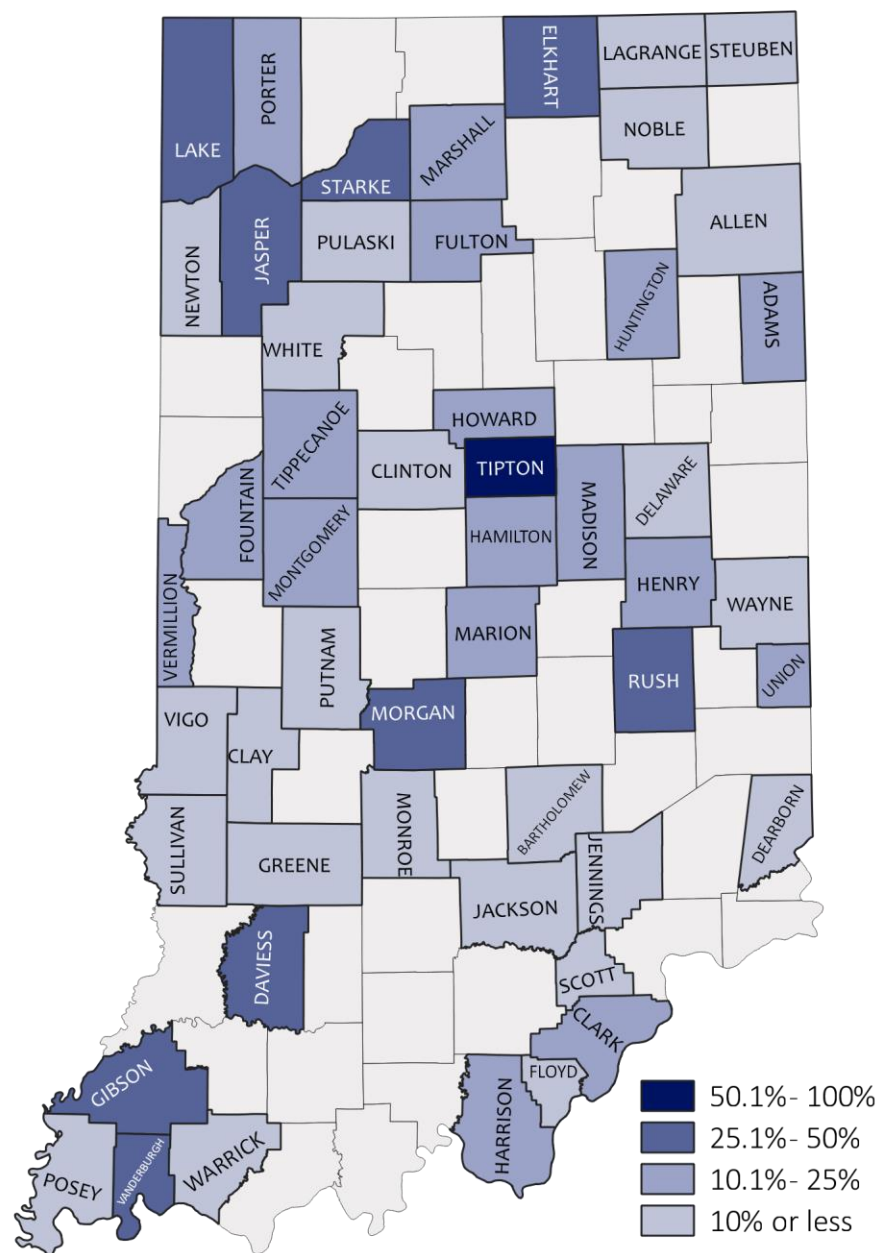 ELKHART
LAGRANGE
STEUBEN
PORTER
LAKE
NOBLE
MARSHALL
STARKE
ALLEN
PULASKI
FULTON
JASPER
NEWTON
HUNTINGTON
ADAMS
WHITE
HOWARD
TIPPECANOE
CLINTON
TIPTON
DELAWARE
MADISON
FOUNTAIN
MONTGOMERY
HAMILTON
HENRY
WAYNE
VERMILLION
MARION
PUTNAM
RUSH
UNION
MORGAN
VIGO
CLAY
BARTHOLOMEW
MONROE
DEARBORN
SULLIVAN
GREENE
JENNINGS
JACKSON
DAVIESS
SCOTT
CLARK
GIBSON
FLOYD
HARRISON
WARRICK
VANDERBURGH
POSEY
50.1%- 100%
25.1%- 50%
10.1%- 25%
10% or less